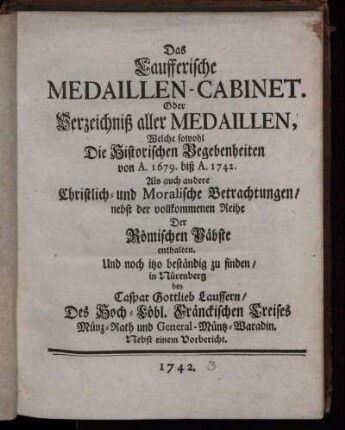 Das
Laufferische
MEDAILLEN-CABINET.
Oder
Verzeichniß aller MEDAILLEN,
Welche sowohl
Die Historischen Begebenheiten
von A. 1679. biß A. 1742.
Als auch andere
Christlich- und Moralische Betrachtungen/
nebst der vollkommenen Reihe
Der
Römischen Päbste
enthalten.
Und noch itzo beständig zu finden/
in Nürenberg
bey
Caspar Gottlieb Lauffern/
Des Hoch-Löbl. Fränckischen Creises
Müntz-Rath und General-Müntz-Waradin.
Nebst einem Vorbericht.
1742. 3